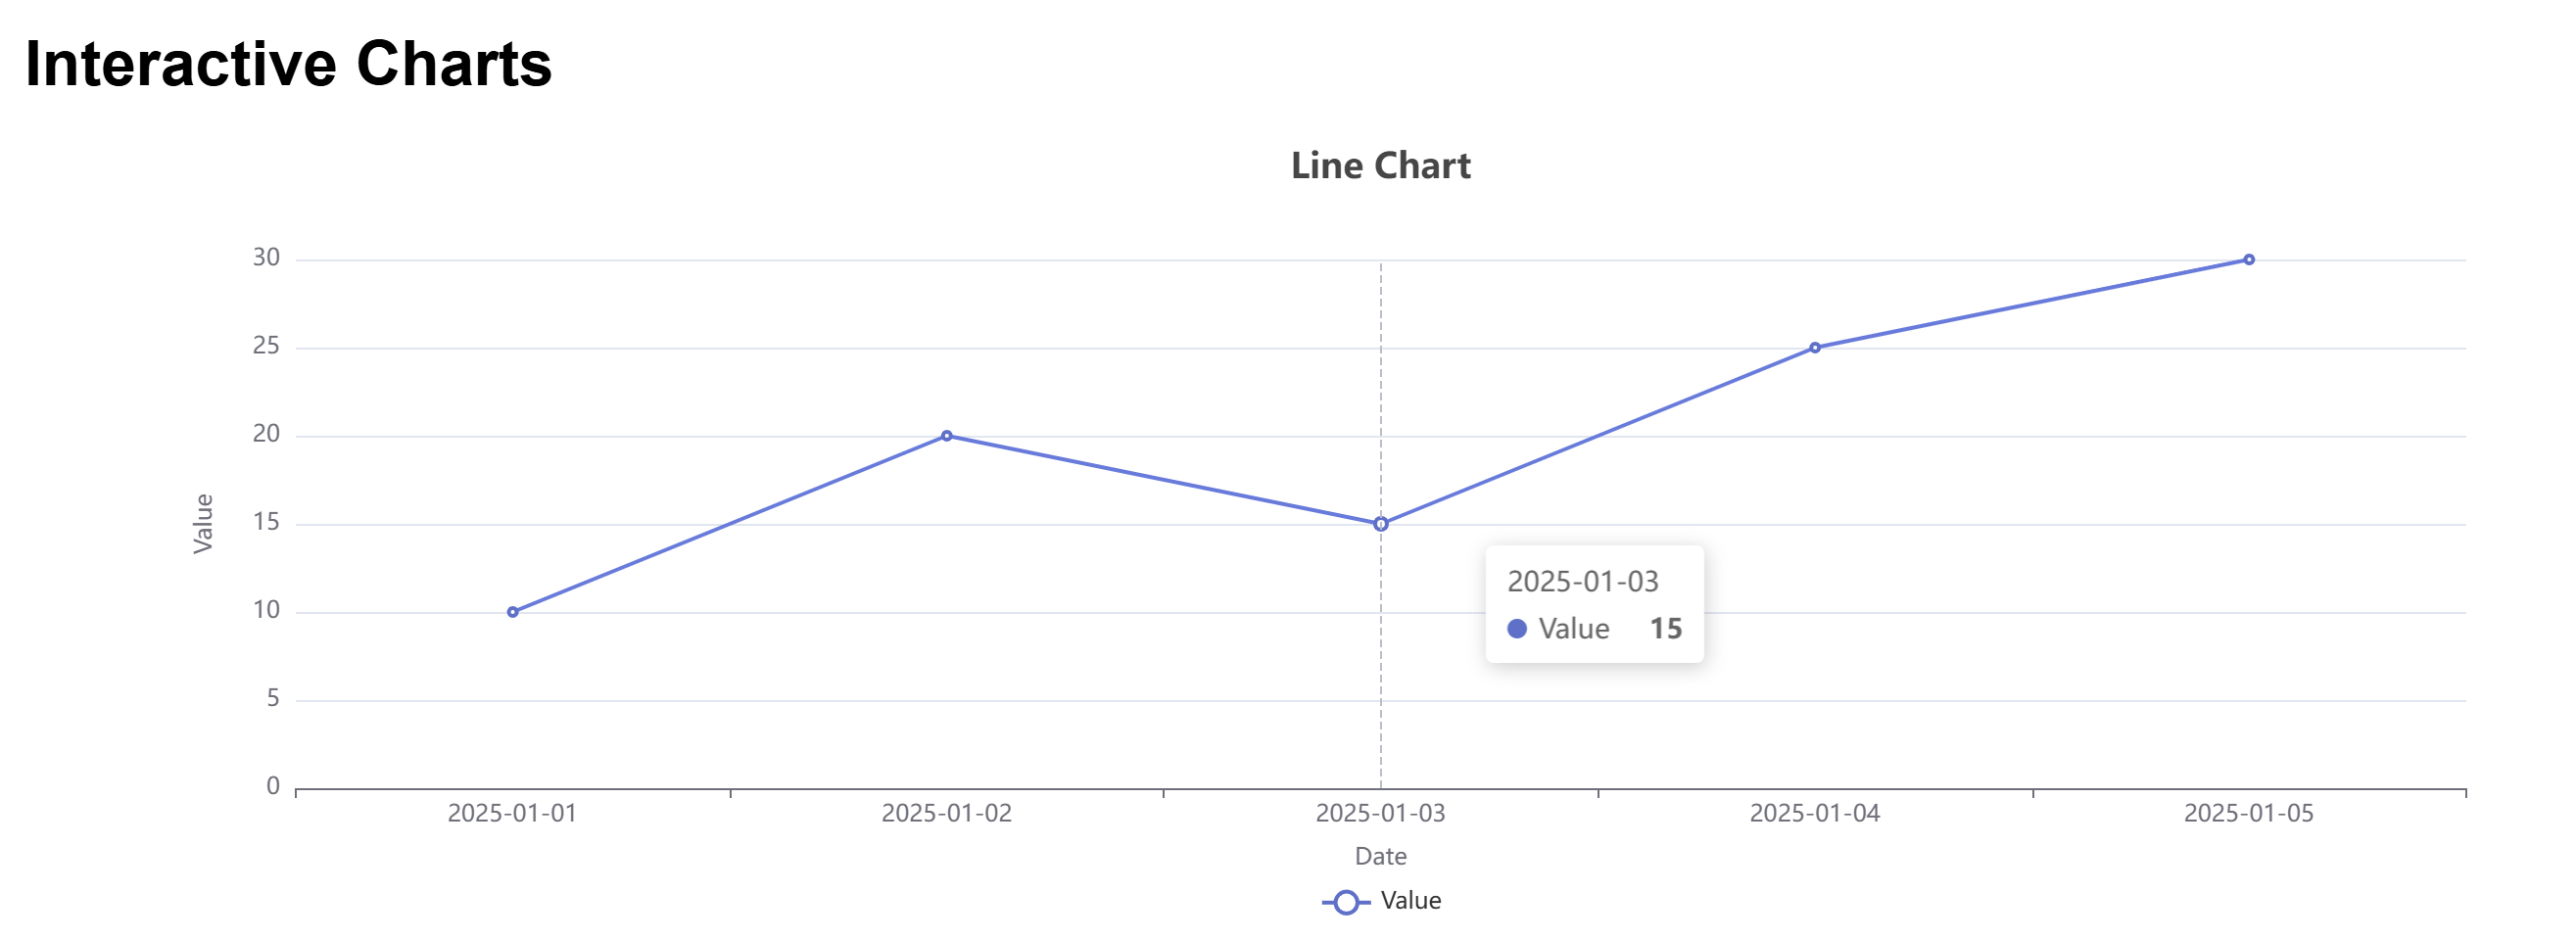 Interactive Charts
Line Chart
30
25
20
15
10
5
0
Value
2025-01-03
Value 15
2025-01-01 2025-01-02 2025-01-03 2025-01-04 2025-01-05
Date
Value